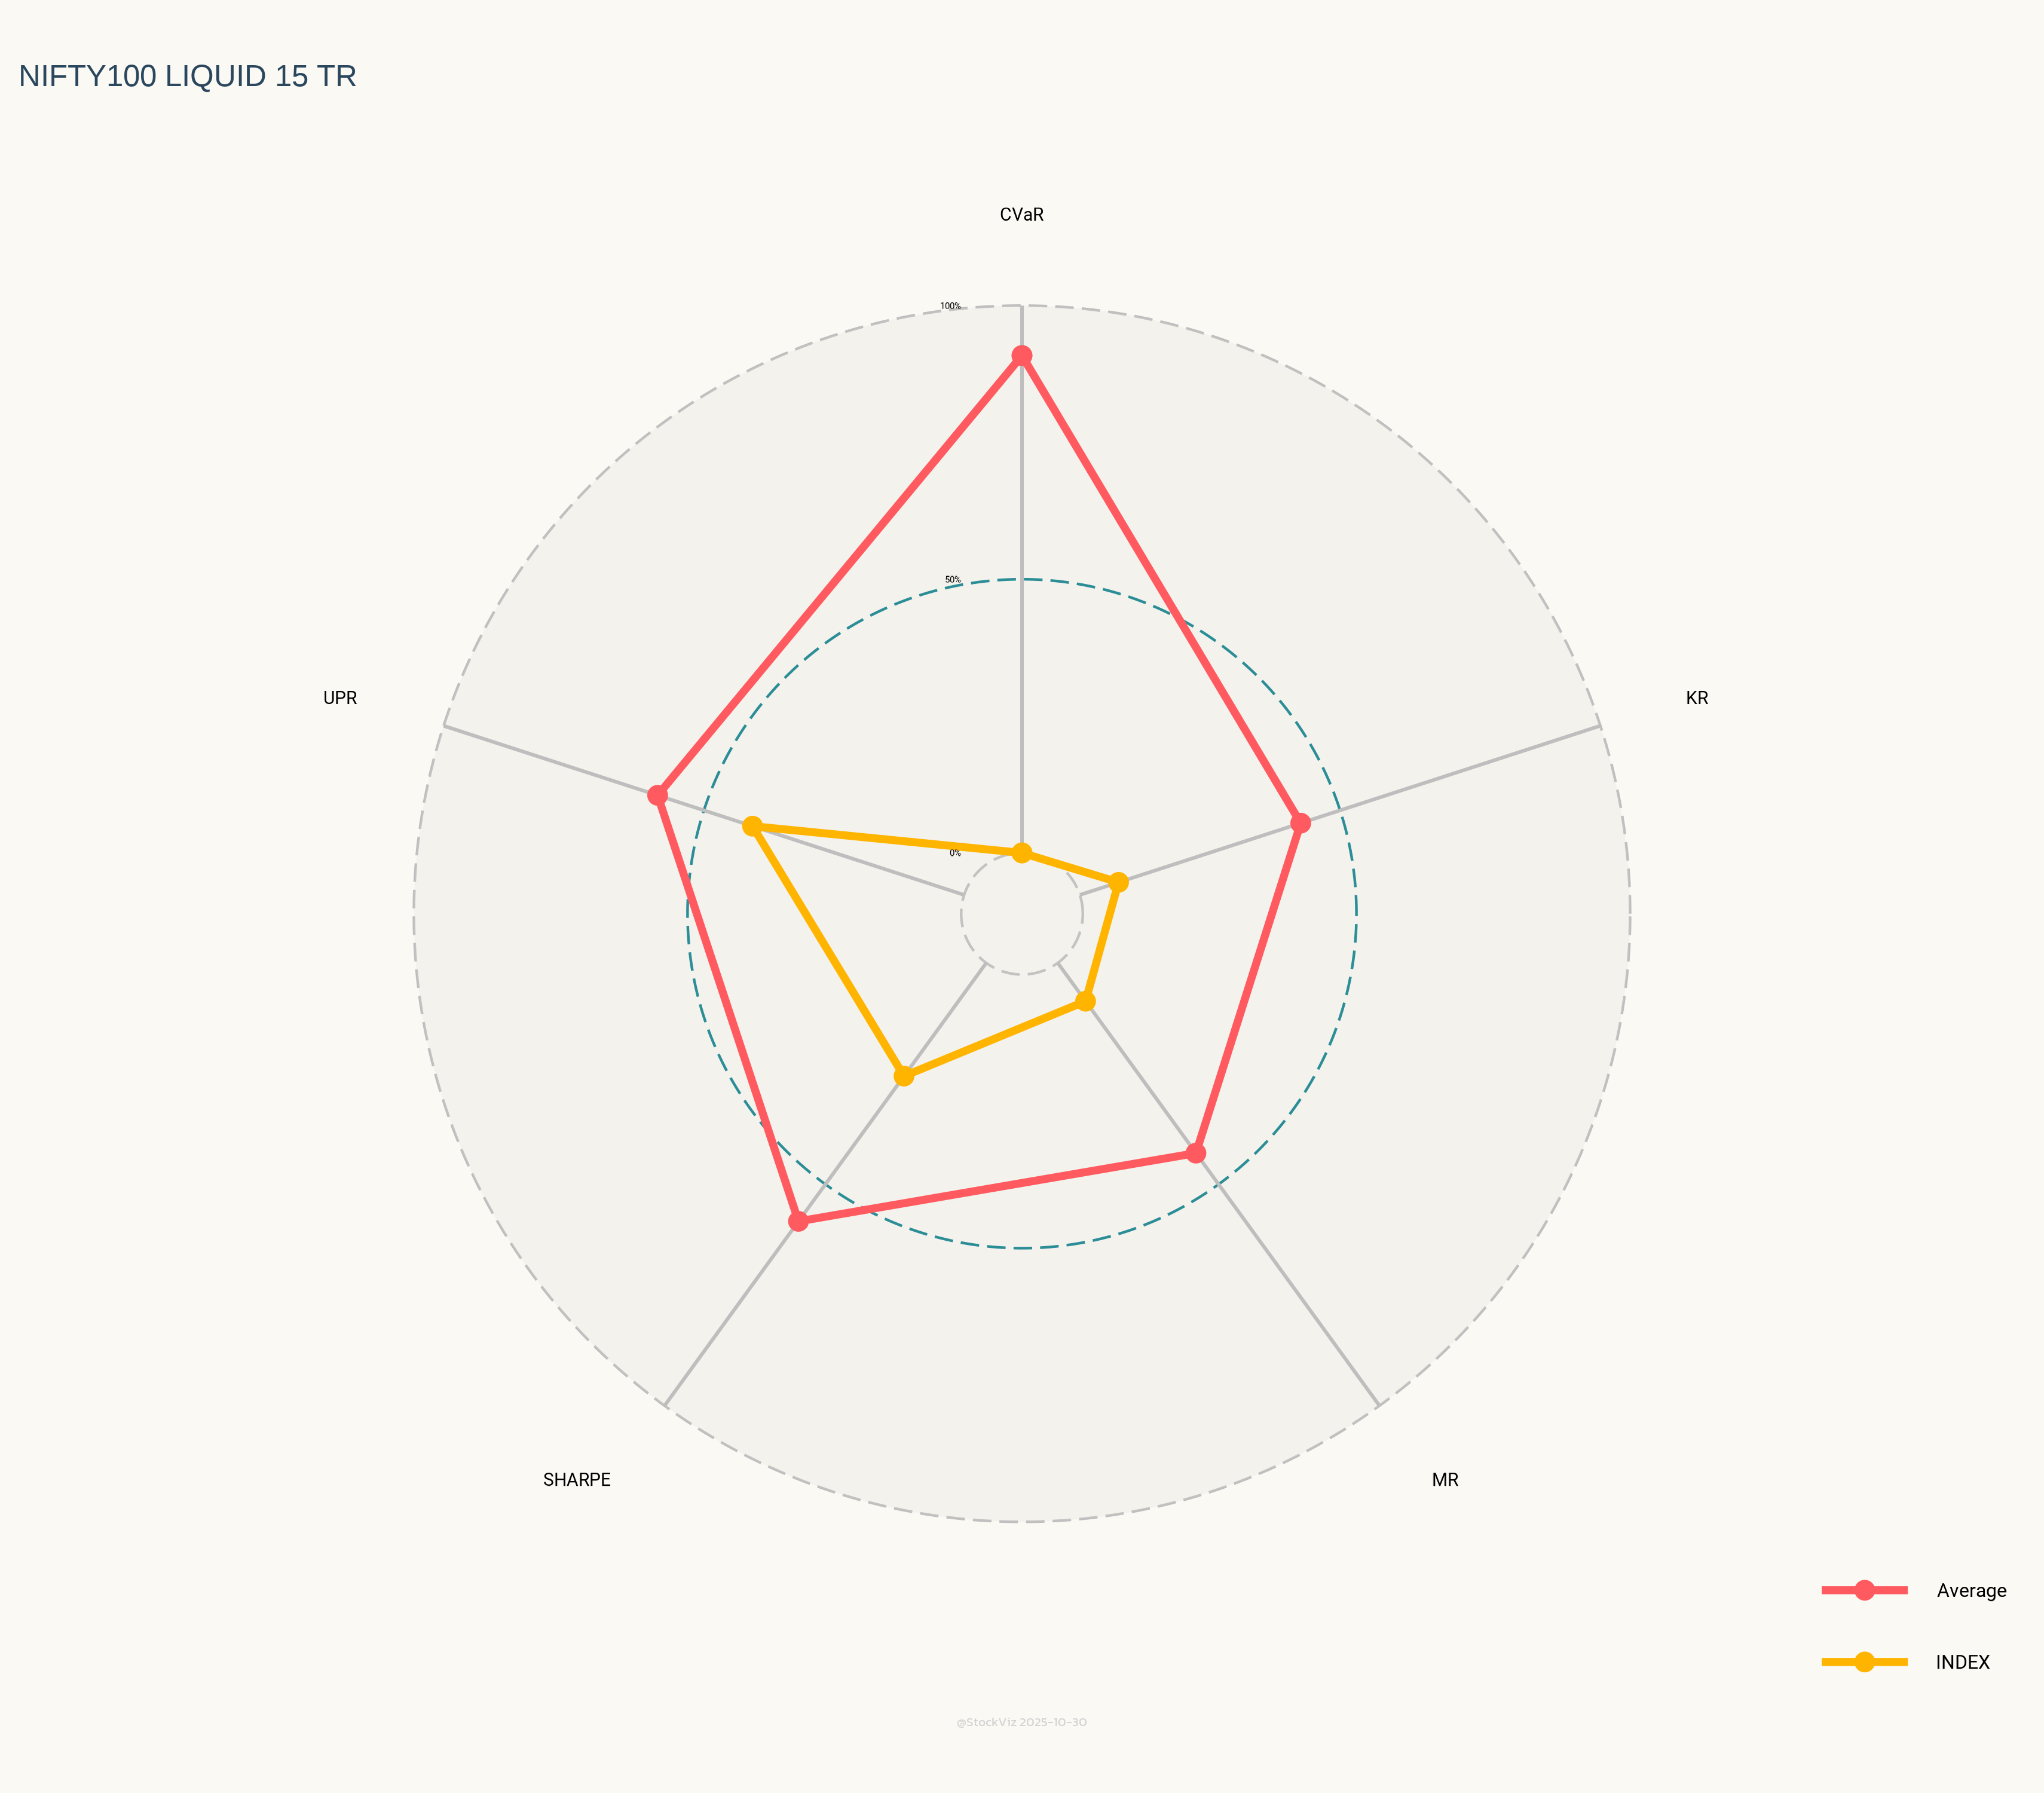 NIFTY100 LIQUID 15 TR
CVaR
100%
50%
KR
UPR
0%
SHARPE
MR
Average
INDEX
@StockViz 2025-10-30